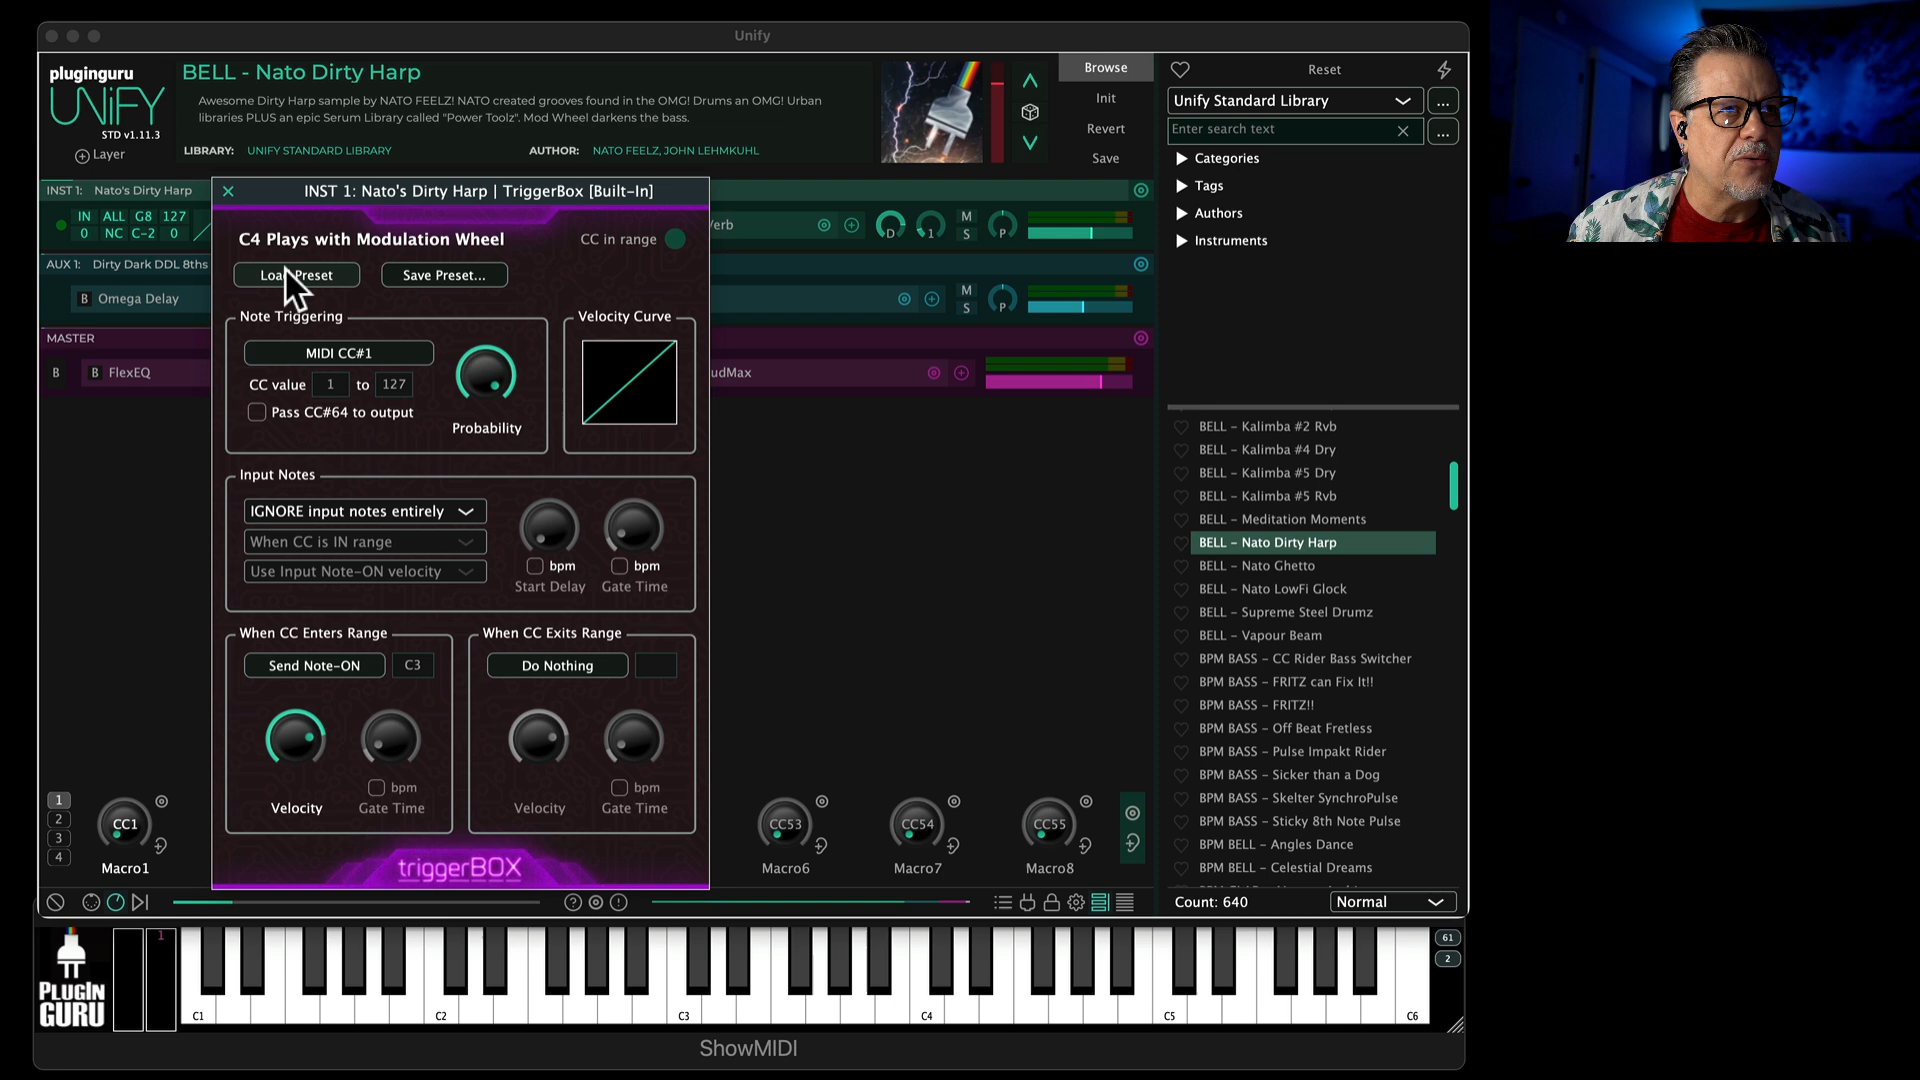 Unify
pluginguru
UNiFY
STD v1.11.3
Layer
BELL - Nato Dirty Harp
Awesome Dirty Harp sample by NATO FEELZ! NATO created grooves found in the OMG! Drums an OMG! Urban
libraries PLUS an epic Serum Library called "Power Toolz". Mod Wheel darkens the bass.
LIBRARY: UNIFY STANDARD LIBRARY AUTHOR: NATO FEELZ, JOHN LEHMKUHL
Browse
Init
Revert
Save
Reset
Unify Standard Library
...
Enter search text
...
Categories
Tags
Authors
Instruments
INST 1: Nato's Dirty Harp
IN ALL G8 127
0 NC C-2 0
erb
D
1
M
S
P
AUX 1: Dirty Dark DDL 8ths
B Omega Delay
M
S
P
MASTER
B
B FlexEQ
udMax
INST 1: Nato's Dirty Harp | TriggerBox [Built-In]
C4 Plays with Modulation Wheel
CC in range
Save Preset...
Note Triggering
MIDI CC#1
CC value 1 to 127
Pass CC#64 to output
Probability
Velocity Curve
Input Notes
IGNORE input notes entirely
When CC is IN range
Use Input Note-ON velocity
bpm
Start Delay
bpm
Gate Time
When CC Enters Range
Send Note-ON C3
Velocity
bpm
Gate Time
When CC Exits Range
Do Nothing
Velocity
bpm
Gate Time
triggerBOX
1
2
3
4
CC1
Macro1
CC53
Macro6
CC54
Macro7
CC55
Macro8
BELL – Kalimba #2 Rvb
BELL – Kalimba #4 Dry
BELL – Kalimba #5 Dry
BELL – Kalimba #5 Rvb
BELL – Meditation Moments
BELL – Nato Dirty Harp
BELL – Nato Ghetto
BELL – Nato LowFi Glock
BELL – Supreme Steel Drumz
BELL – Vapour Beam
BPM BASS – CC Rider Bass Switcher
BPM BASS – FRITZ can Fix It!!
BPM BASS – FRITZ!!
BPM BASS – Off Beat Fretless
BPM BASS – Pulse Impakt Rider
BPM BASS – Sicker than a Dog
BPM BASS – Skelter SynchroPulse
BPM BASS – Sticky 8th Note Pulse
BPM BELL – Angles Dance
BPM BELL – Celestial Dreams
Count: 640
Normal
PLUGIN
GURU
1
C1 C2 C3 C4 C5 C6
61
2
ShowMIDI